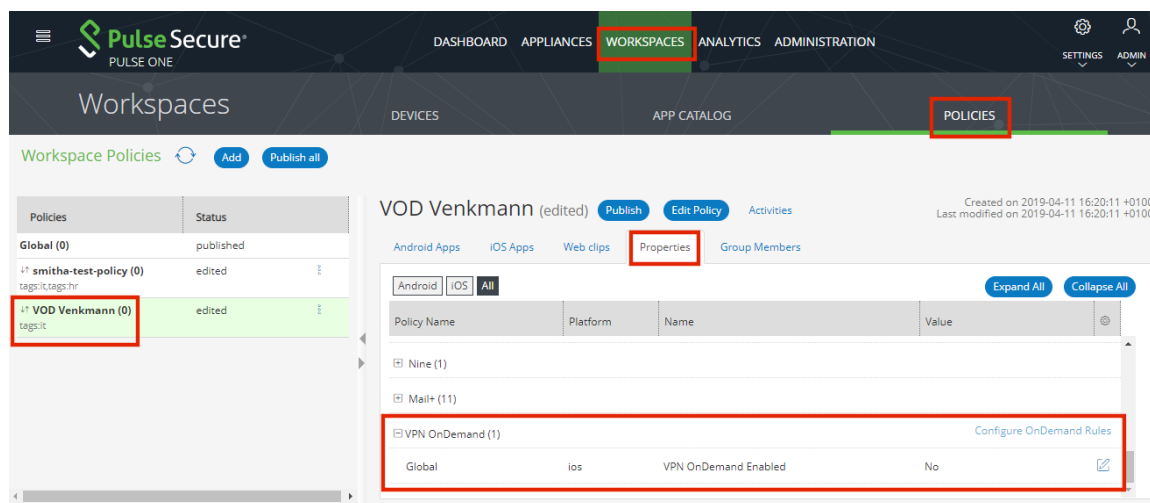 Pulse Secure®
PULSE ONE
DASHBOARD APPLIANCES WORKSPACES ANALYTICS ADMINISTRATION
SETTINGS ADMIN
Workspaces
DEVICES APP CATALOG POLICIES
Workspace Policies Add Publish all
Policies Status
Global (0) published
smitha-test-policy (0) edited
tags:it,tags:hr
VOD Venkmann (0) edited
tags:it
VOD Venkmann (edited) Publish Edit Policy Activities
Created on 2019-04-11 16:20:11 +0100
Last modified on 2019-04-11 16:20:11 +0100
Android Apps iOS Apps Web clips Properties Group Members
Android iOS All Expand All Collapse All
Policy Name Platform Name Value
Nine (1)
Mail+ (11)
VPN OnDemand (1) Configure OnDemand Rules
Global ios VPN OnDemand Enabled No